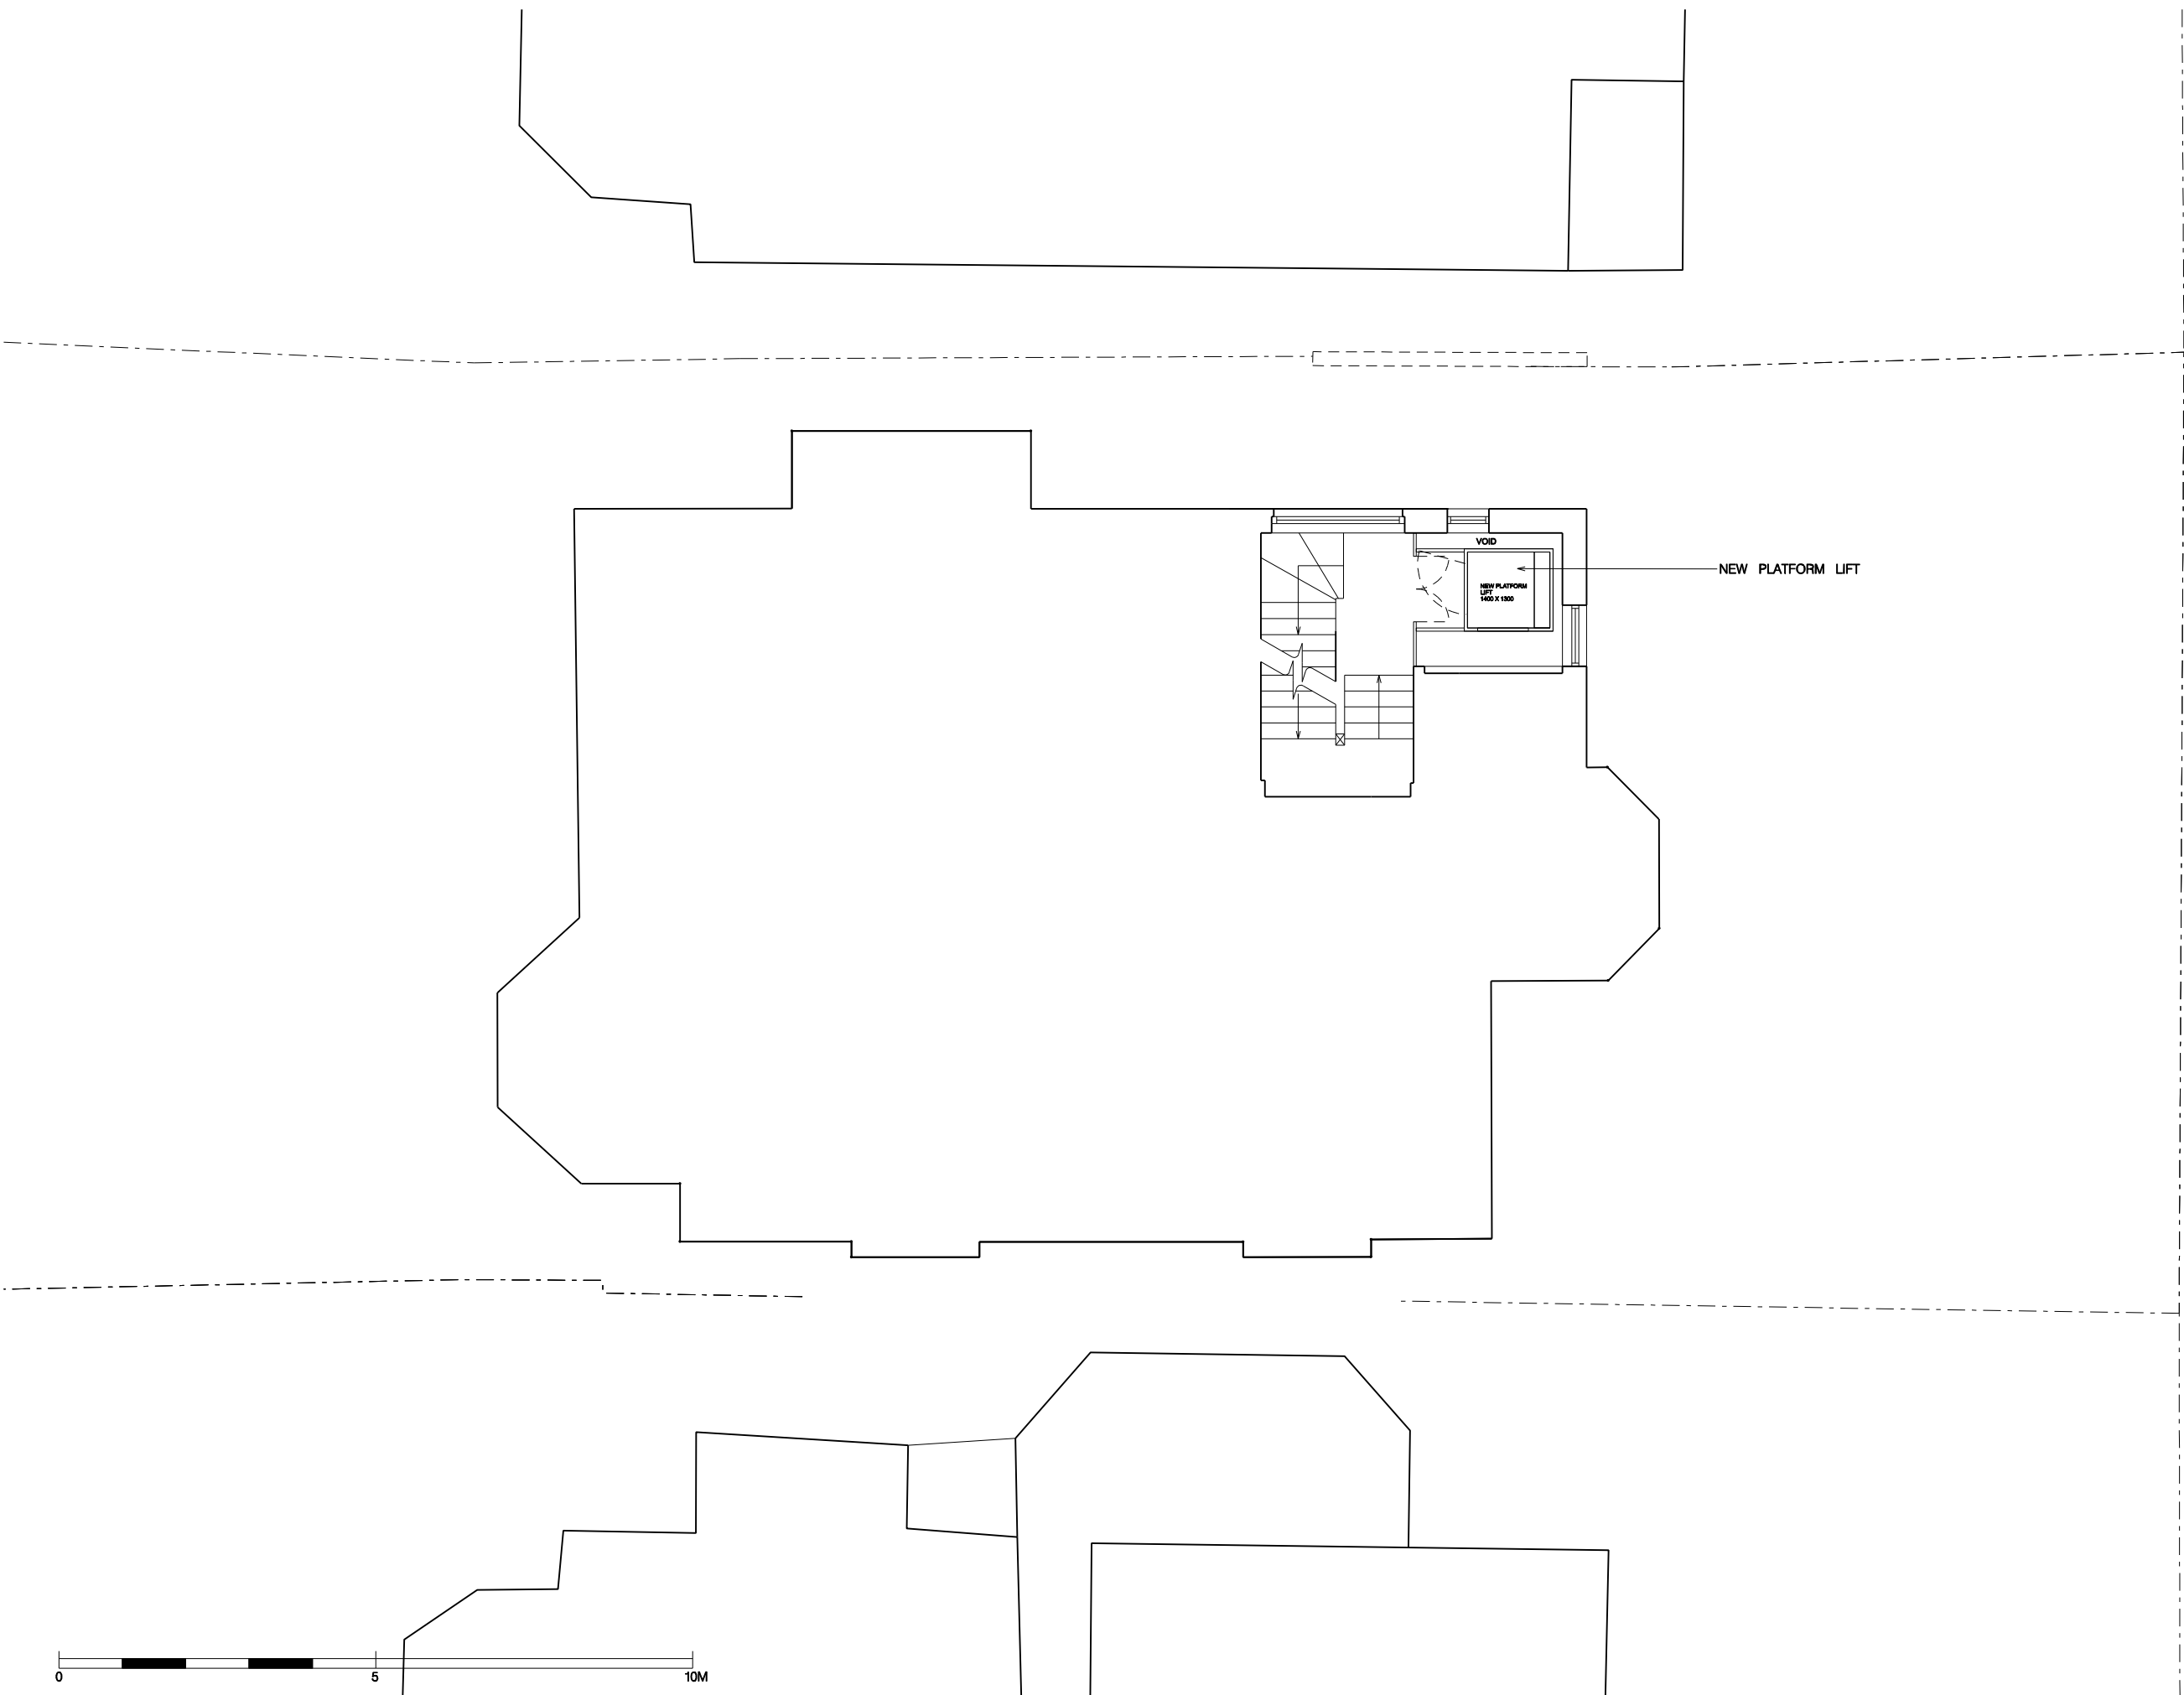 VOID
NEW PLATFORM LIFT
NEW PLATFORM
LIFT
1400 X 1300
0 5 10M